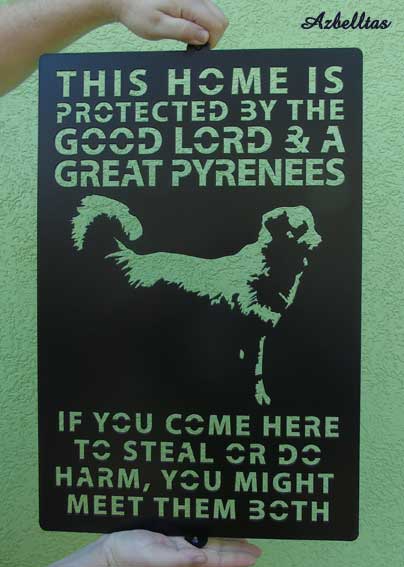 Azbelltas
THIS HOME IS
PROTECTED BY THE
GOOD LORD & A
GREAT PYRENEES
IF YOU COME HERE
TO STEAL OR DO
HARM, YOU MIGHT
MEET THEM BOTH